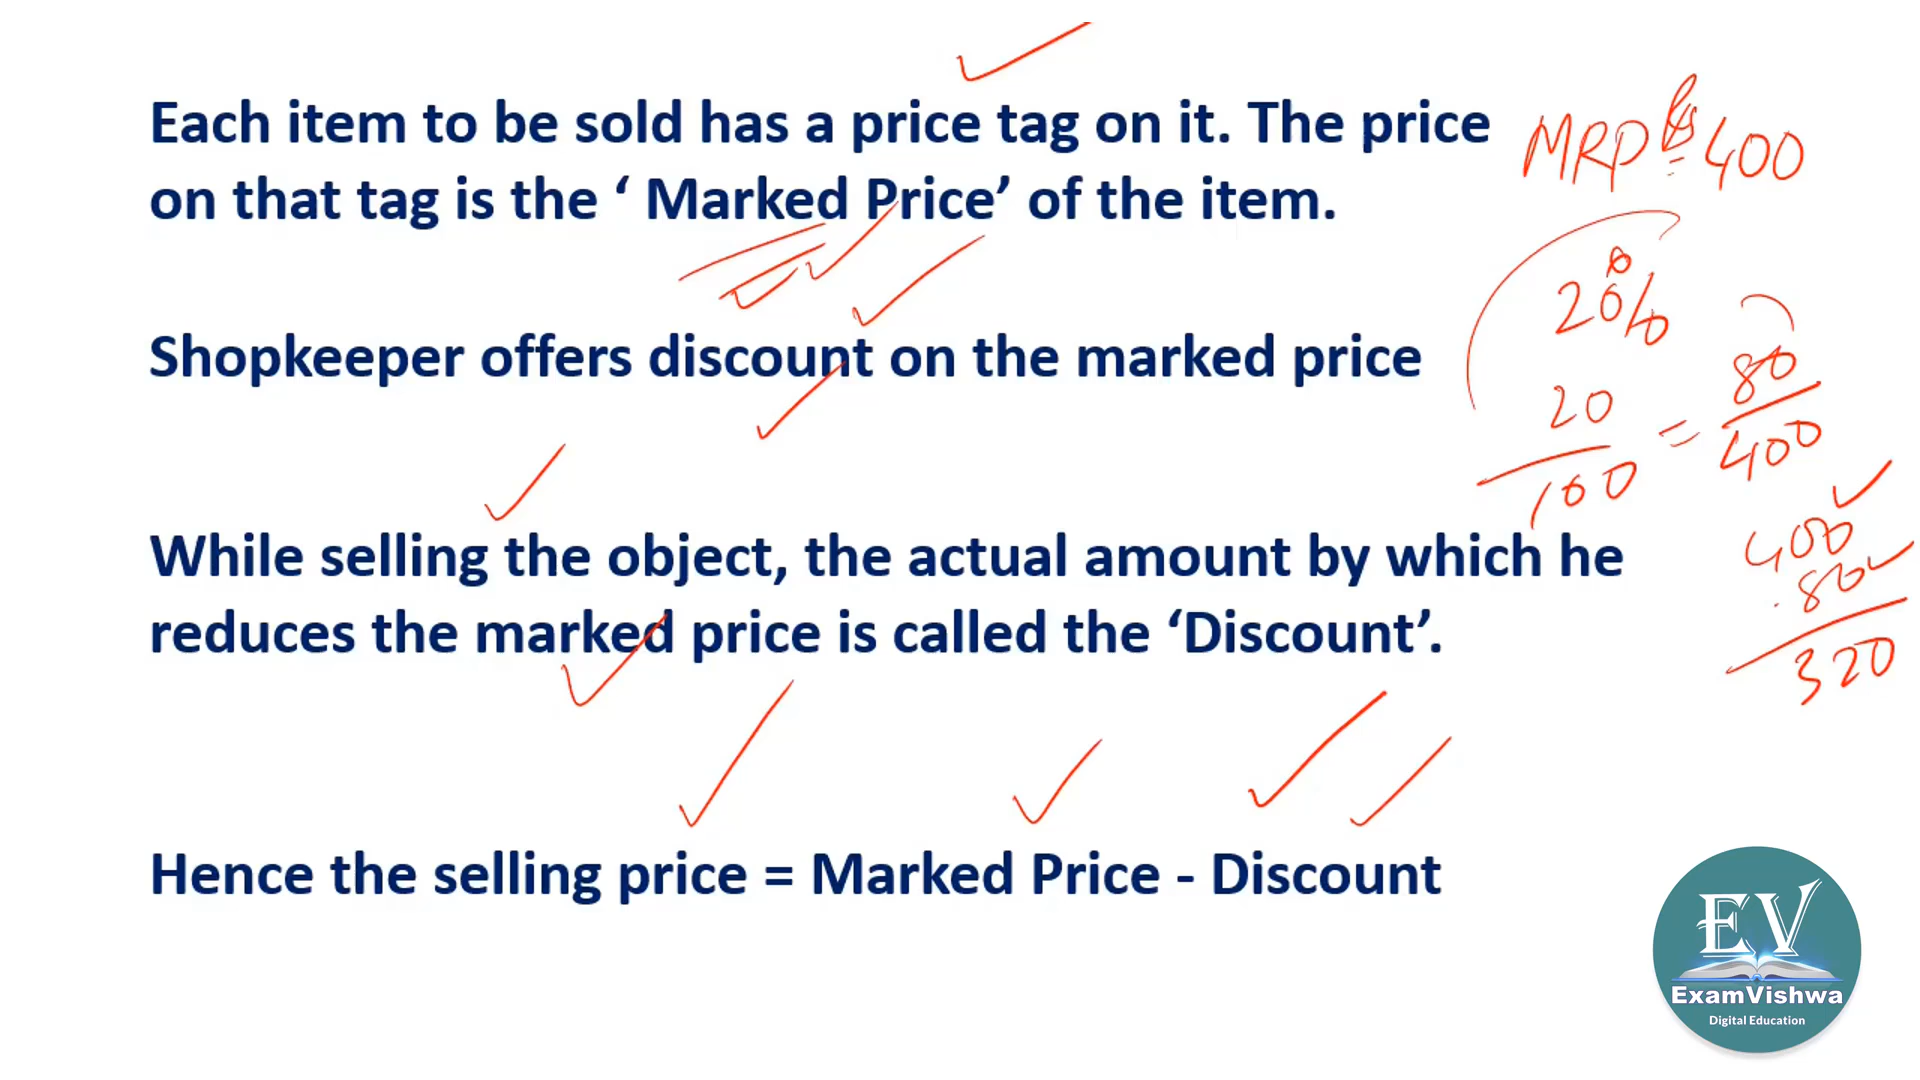 Each item to be sold has a price tag on it. The price
on that tag is the ‘ Marked Price’ of the item.
Shopkeeper offers discount on the marked price
While selling the object, the actual amount by which he
reduces the marked price is called the ‘Discount’.
Hence the selling price = Marked Price - Discount
MRP 400
20%
20/100 = 80/400
400
80
320
EV
ExamVishwa
Digital Education